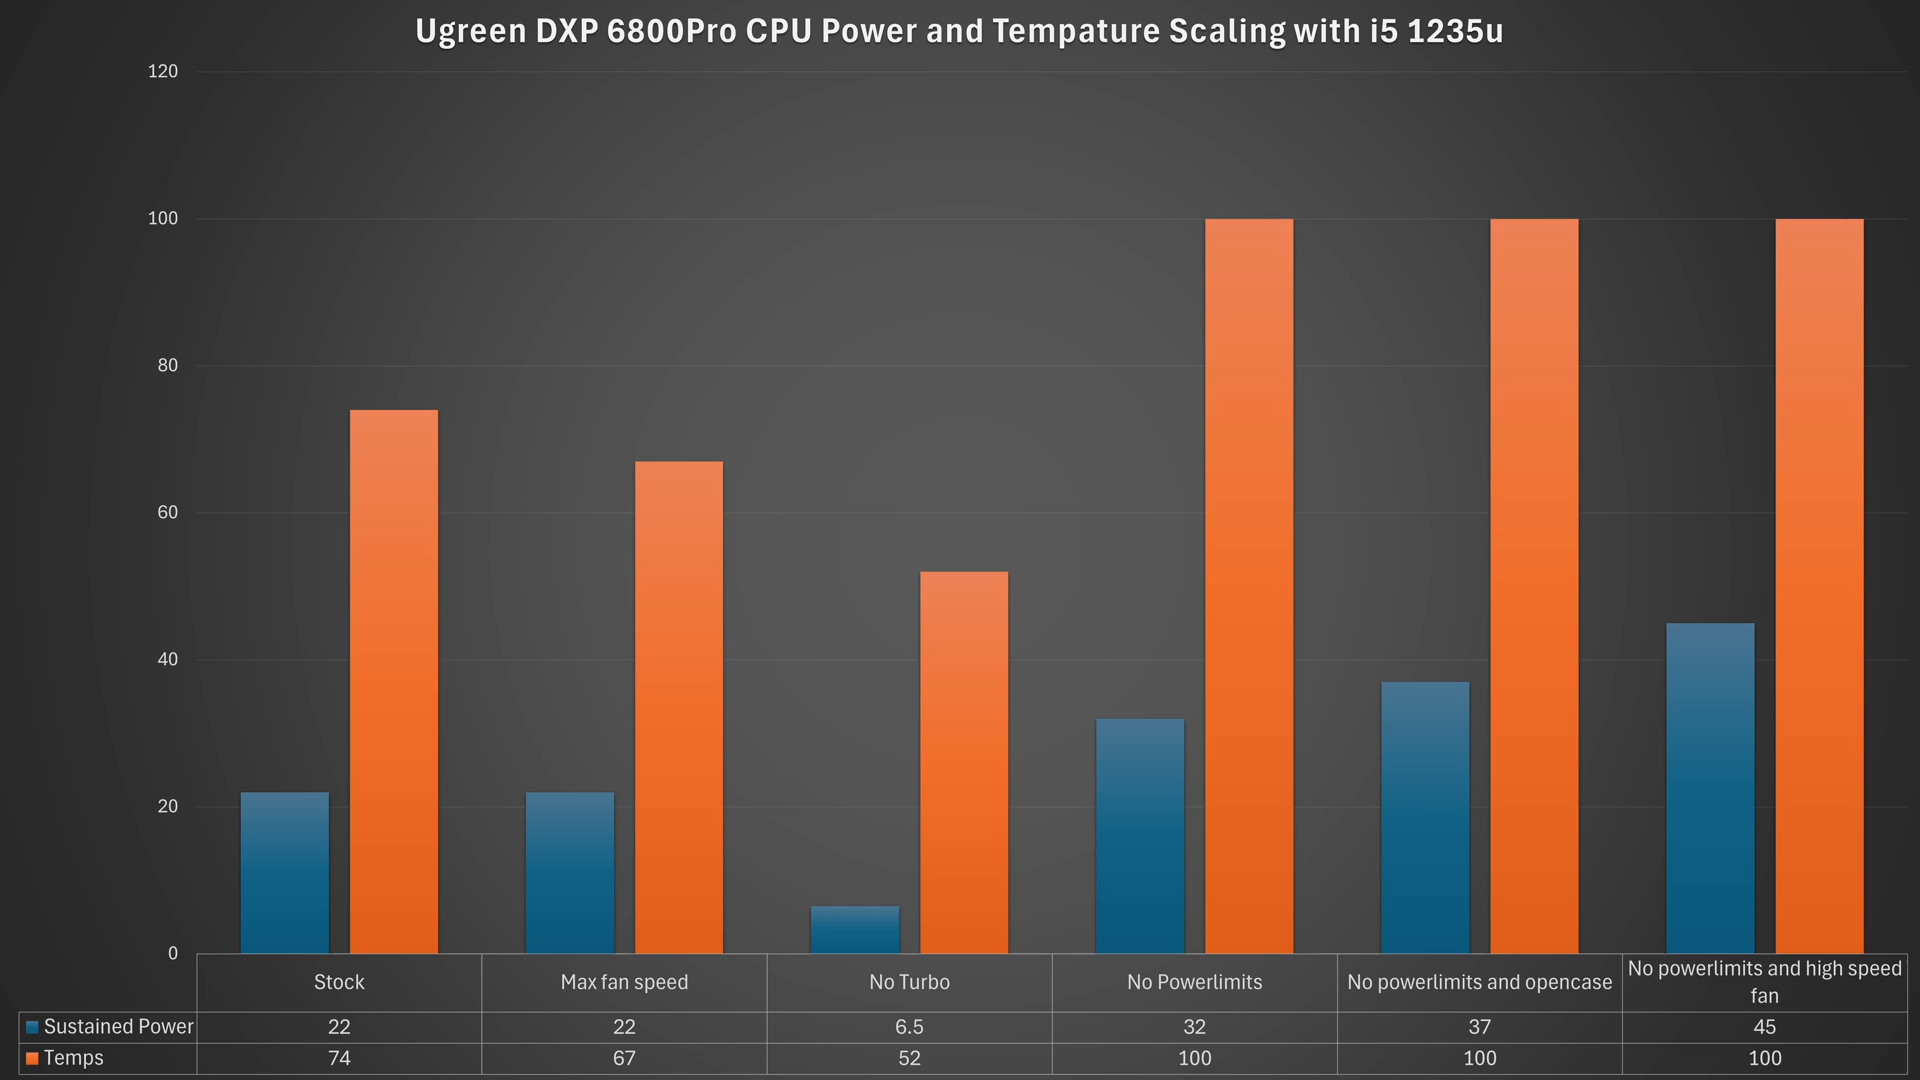 Ugreen DXP 6800Pro CPU Power and Tempature Scaling with i5 1235u
120
100
80
60
40
20
0
Stock Max fan speed No Turbo No Powerlimits No powerlimits and opencase No powerlimits and high speed
fan
Sustained Power 22 22 6.5 32 37 45
Temps 74 67 52 100 100 100